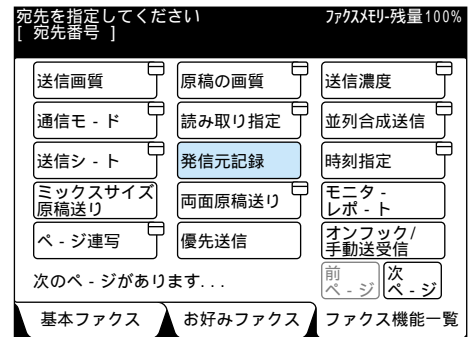 宛先を指定してください ファクスメモリ-残量100%
[ 宛先番号 ]
送信画質 原稿の画質 送信濃度
通信モ-ド 読み取り指定 並列合成送信
送信シ-ト 発信元記録 時刻指定
ミックスサイズ
原稿送り
両面原稿送り
モニタ-
レポ-ト
ペ-ジ連写 優先送信
オンフック/
手動送受信
次のペ-ジがあります...
前
ペ-ジ
次
ペ-ジ
基本ファクス お好みファクス ファクス機能一覧